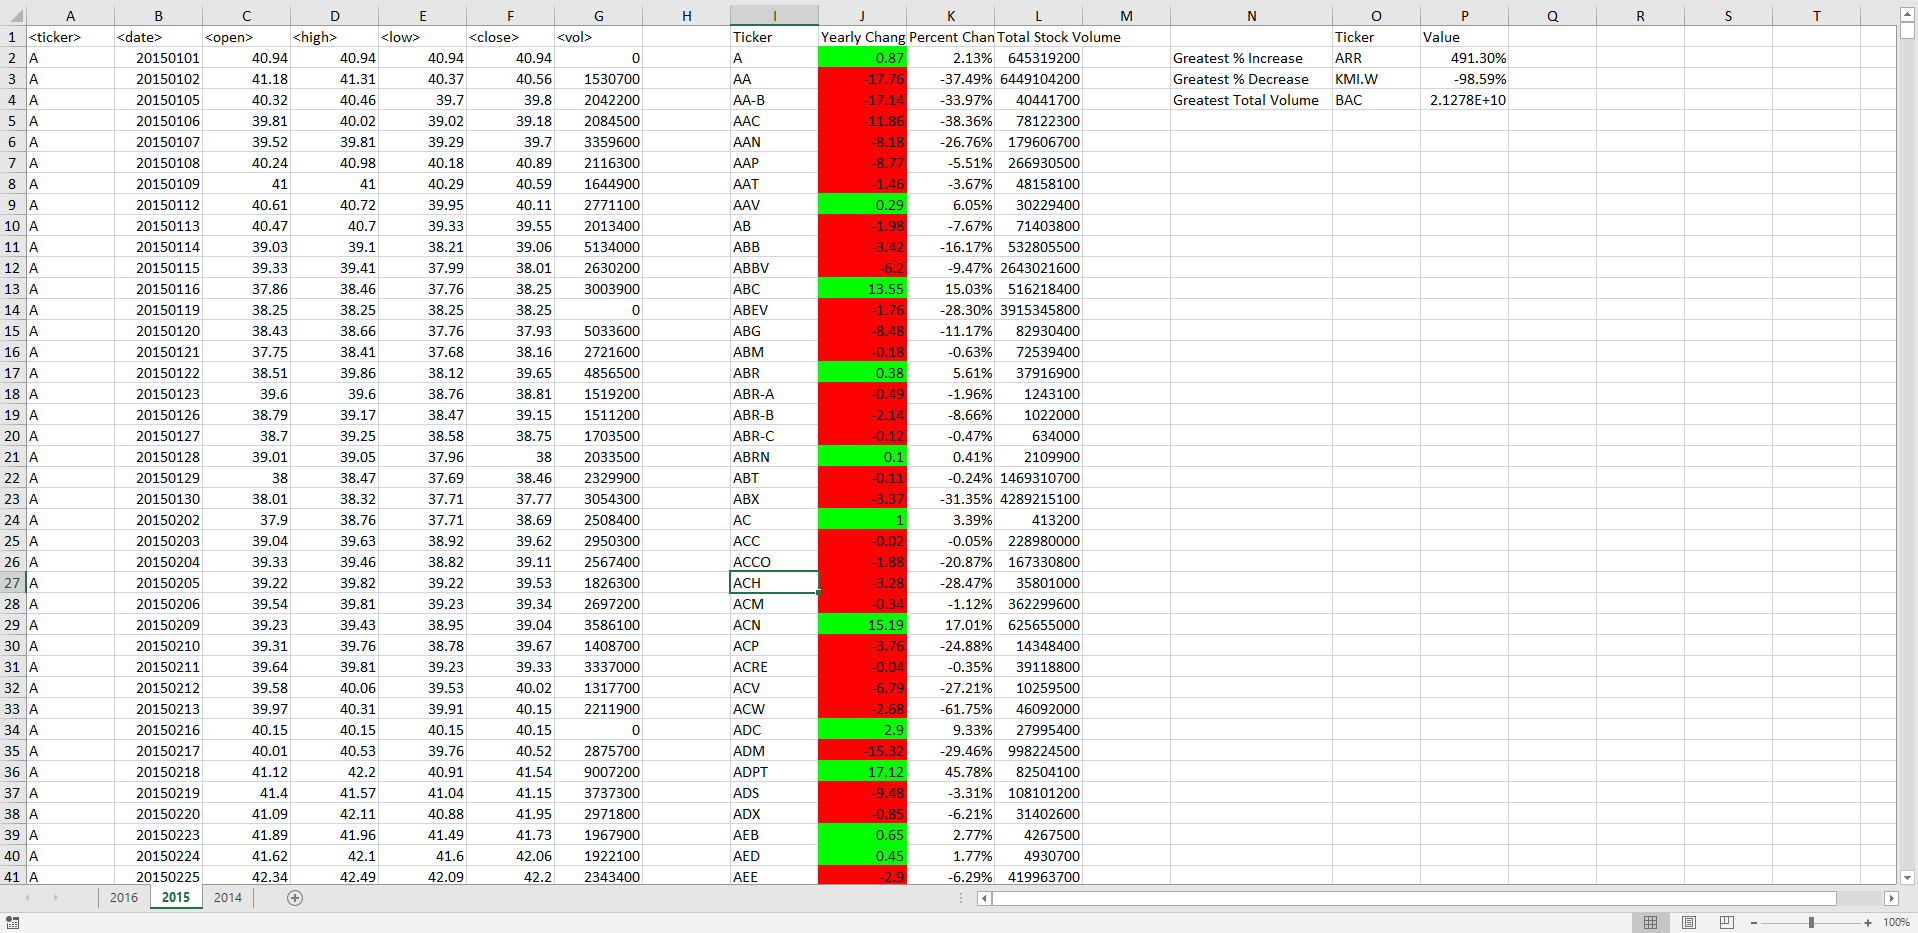 A B C D E F G H I J K L M N O P Q R S T
1 <ticker> <date> <open> <high> <low> <close> <vol> Ticker Yearly Chang Percent Chan Total Stock Volume Ticker Value
2 A 20150101 40.94 40.94 40.94 40.94 0 A 0.87 2.13% 645319200 Greatest % Increase ARR 491.30%
3 A 20150102 41.18 41.31 40.37 40.56 1530700 AA -17.76 -37.49% 6449104200 Greatest % Decrease KMI.W -98.59%
4 A 20150105 40.32 40.46 39.7 39.8 2042200 AA-B -17.14 -33.97% 40441700 Greatest Total Volume BAC 2.1278E+10
5 A 20150106 39.81 40.02 39.02 39.18 2084500 AAC -11.86 -38.36% 78122300
6 A 20150107 39.52 39.81 39.29 39.7 3359600 AAN -8.18 -26.76% 179606700
7 A 20150108 40.24 40.98 40.18 40.89 2116300 AAP -8.77 -5.51% 266930500
8 A 20150109 41 41 40.29 40.59 1644900 AAT -1.46 -3.67% 48158100
9 A 20150112 40.61 40.72 39.95 40.11 2771100 AAV 0.29 6.05% 30229400
10 A 20150113 40.47 40.7 39.33 39.55 2013400 AB -1.98 -7.67% 71403800
11 A 20150114 39.03 39.1 38.21 39.06 5134000 ABB -3.42 -16.17% 532805500
12 A 20150115 39.33 39.41 37.99 38.01 2630200 ABBV -6.2 -9.47% 2643021600
13 A 20150116 37.86 38.46 37.76 38.25 3003900 ABC 13.55 15.03% 516218400
14 A 20150119 38.25 38.25 38.25 38.25 0 ABEV -1.76 -28.30% 3915345800
15 A 20150120 38.43 38.66 37.76 37.93 5033600 ABG -8.48 -11.17% 82930400
16 A 20150121 37.75 38.41 37.68 38.16 2721600 ABM -0.18 -0.63% 72539400
17 A 20150122 38.51 39.86 38.12 39.65 4856500 ABR 0.38 5.61% 37916900
18 A 20150123 39.6 39.6 38.76 38.81 1519200 ABR-A -0.49 -1.96% 1243100
19 A 20150126 38.79 39.17 38.47 39.15 1511200 ABR-B -2.14 -8.66% 1022000
20 A 20150127 38.7 39.25 38.58 38.75 1703500 ABR-C -0.12 -0.47% 634000
21 A 20150128 39.01 39.05 37.96 38 2033500 ABRN 0.1 0.41% 2109900
22 A 20150129 38 38.47 37.69 38.46 2329900 ABT -0.11 -0.24% 1469310700
23 A 20150130 38.01 38.32 37.71 37.77 3054300 ABX -3.37 -31.35% 4289215100
24 A 20150202 37.9 38.76 37.71 38.69 2508400 AC 1 3.39% 413200
25 A 20150203 39.04 39.63 38.92 39.62 2950300 ACC -0.02 -0.05% 228980000
26 A 20150204 39.33 39.46 38.82 39.11 2567400 ACCO -1.88 -20.87% 167330800
27 A 20150205 39.22 39.82 39.22 39.53 1826300 ACH -3.28 -28.47% 35801000
28 A 20150206 39.54 39.81 39.23 39.34 2697200 ACM -0.34 -1.12% 362299600
29 A 20150209 39.23 39.43 38.95 39.04 3586100 ACN 15.19 17.01% 625655000
30 A 20150210 39.31 39.76 38.78 39.67 1408700 ACP -3.76 -24.88% 14348400
31 A 20150211 39.64 39.81 39.23 39.33 3337000 ACRE -0.04 -0.35% 39118800
32 A 20150212 39.58 40.06 39.53 40.02 1317700 ACV -6.79 -27.21% 10259500
33 A 20150213 39.97 40.31 39.91 40.15 2211900 ACW -2.68 -61.75% 46092000
34 A 20150216 40.15 40.15 40.15 40.15 0 ADC 2.9 9.33% 27995400
35 A 20150217 40.01 40.53 39.76 40.52 2875700 ADM -15.32 -29.46% 998224500
36 A 20150218 41.12 42.2 40.91 41.54 9007200 ADPT 17.12 45.78% 82504100
37 A 20150219 41.4 41.57 41.04 41.15 3737300 ADS -9.48 -3.31% 108101200
38 A 20150220 41.09 42.11 40.88 41.95 2971800 ADX -0.85 -6.21% 31402600
39 A 20150223 41.89 41.96 41.49 41.73 1967900 AEB 0.65 2.77% 4267500
40 A 20150224 41.62 42.1 41.6 42.06 1922100 AED 0.45 1.77% 4930700
41 A 20150225 42.34 42.49 42.09 42.2 2343400 AEE -2.9 -6.29% 419963700
2016 2015 2014
100%